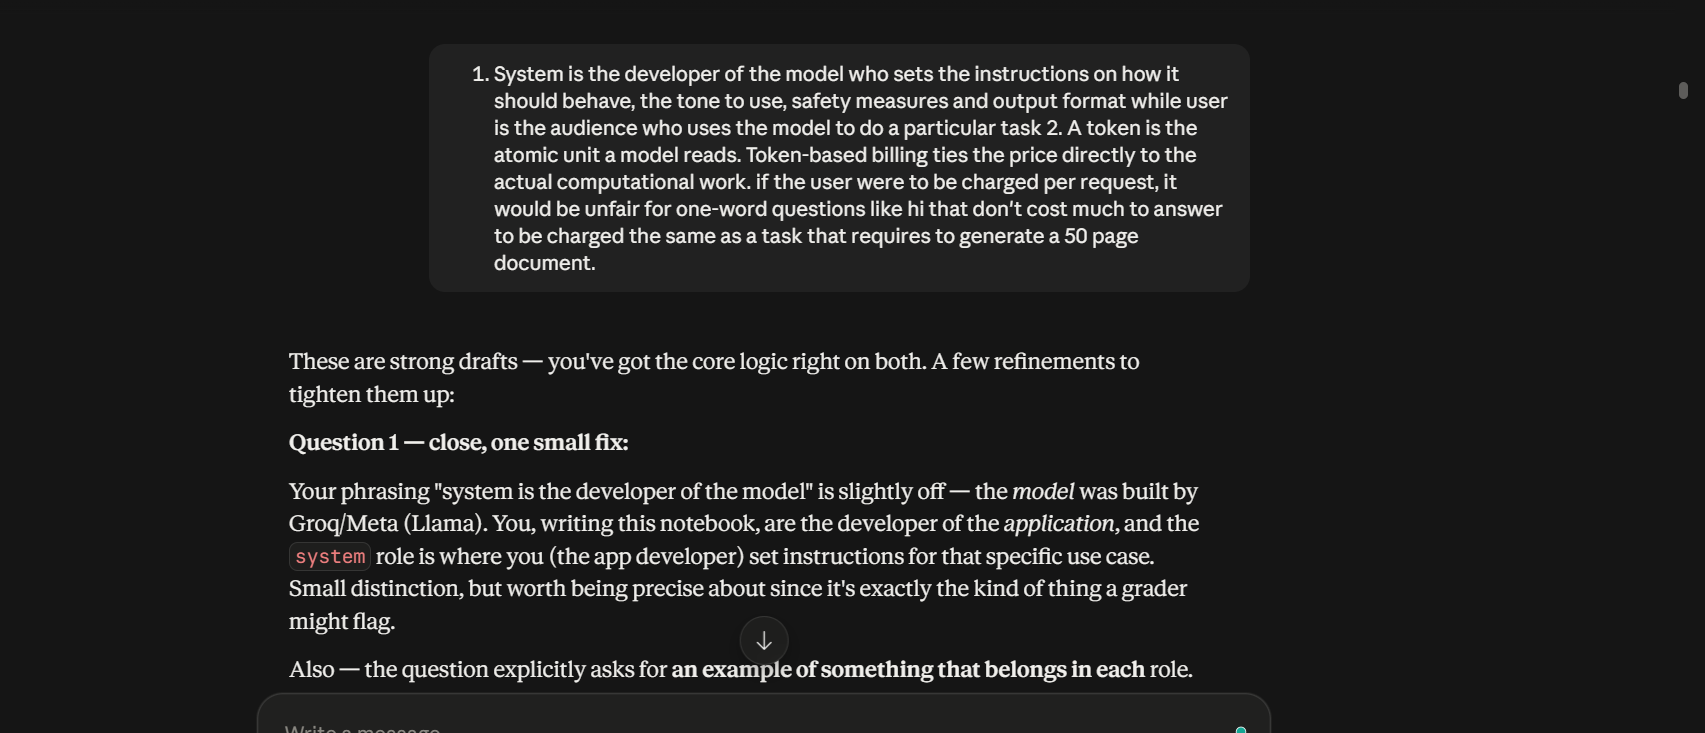 1. System is the developer of the model who sets the instructions on how it
should behave, the tone to use, safety measures and output format while user
is the audience who uses the model to do a particular task 2. A token is the
atomic unit a model reads. Token-based billing ties the price directly to the
actual computational work. if the user were to be charged per request, it
would be unfair for one-word questions like hi that don't cost much to answer
to be charged the same as a task that requires to generate a 50 page
document.
These are strong drafts — you've got the core logic right on both. A few refinements to
tighten them up:
Question 1 — close, one small fix:
Your phrasing "system is the developer of the model" is slightly off — the model was built by
Groq/Meta (Llama). You, writing this notebook, are the developer of the application, and the
system role is where you (the app developer) set instructions for that specific use case.
Small distinction, but worth being precise about since it's exactly the kind of thing a grader
might flag.
Also — the question explicitly asks for an example of something that belongs in each role.
Write a message